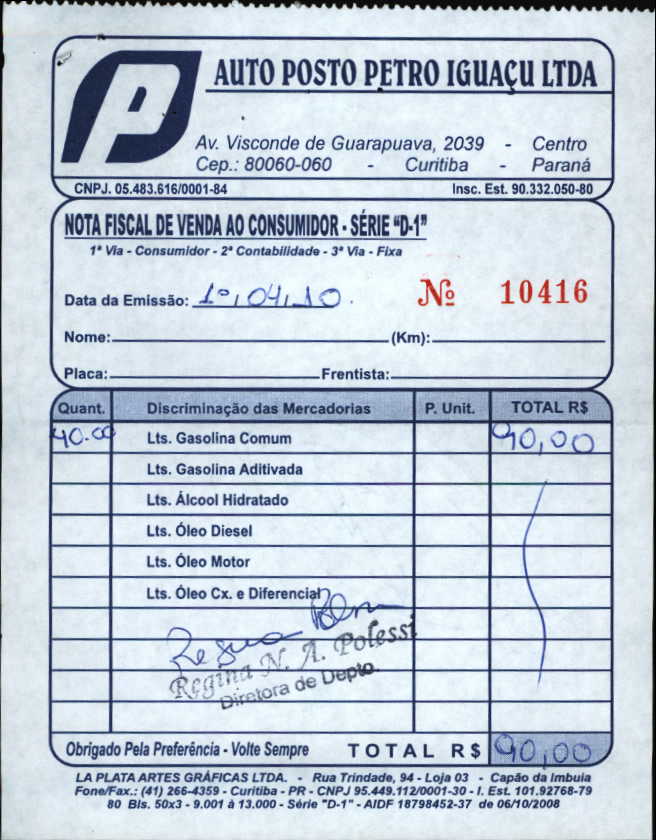 P
AUTO POSTO PETRO IGUAÇU LTDA
Av. Visconde de Guarapuava, 2039 - Centro
Cep.: 80060-060 - Curitiba - Paraná
CNPJ. 05.483.616/0001-84 Insc. Est. 90.332.050-80
NOTA FISCAL DE VENDA AO CONSUMIDOR - SÉRIE "D-1"
1ª Via - Consumidor - 2ª Contabilidade - 3ª Via - Fixa
Data da Emissão: 1º, 04, 10. Nº 10416
Nome: (Km):
Placa: Frentista:
Quant. Discriminação das Mercadorias P. Unit. TOTAL R$
40.00 Lts. Gasolina Comum 90,00
Lts. Gasolina Aditivada
Lts. Álcool Hidratado
Lts. Óleo Diesel
Lts. Óleo Motor
Lts. Óleo Cx. e Diferencial
Regina N. A. Polessi
Diretora de Depto.
Obrigado Pela Preferência - Volte Sempre TOTAL R$ 90,00
LA PLATA ARTES GRÁFICAS LTDA. - Rua Trindade, 94 - Loja 03 - Capão da Imbuia
Fone/Fax.: (41) 266-4359 - Curitiba - PR - CNPJ 95.449.112/0001-30 - I. Est. 101.92768-79
80 Bls. 50x3 - 9.001 à 13.000 - Série "D-1" - AIDF 18798452-37 de 06/10/2008